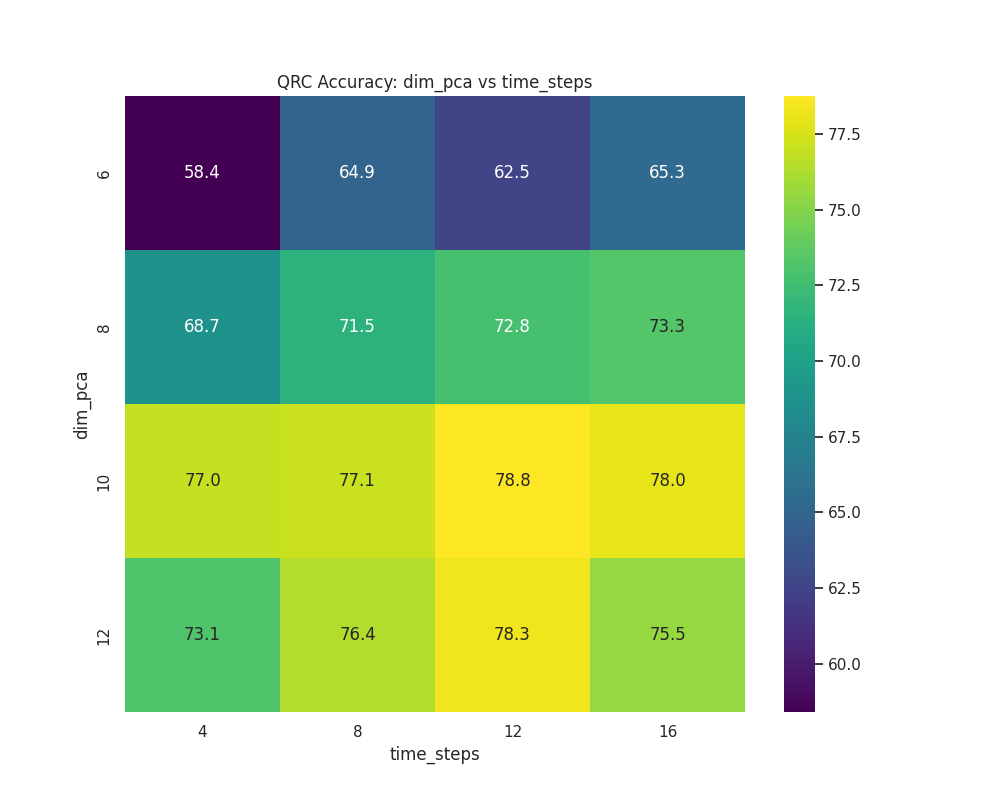 QRC Accuracy: dim_pca vs time_steps
6 58.4 64.9 62.5 65.3
8 68.7 71.5 72.8 73.3
10 77.0 77.1 78.8 78.0
12 73.1 76.4 78.3 75.5
4 8 12 16
time_steps
dim_pca
77.5
75.0
72.5
70.0
67.5
65.0
62.5
60.0